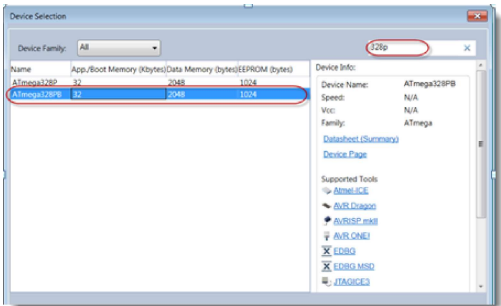 Device Selection
Device Family: All 328p
Name App./Boot Memory (Kbytes) Data Memory (bytes) EEPROM (bytes)
ATmega328P 32 2048 1024
ATmega328PB 32 2048 1024
Device Info:
Device Name: ATmega328PB
Speed: N/A
Vcc: N/A
Family: ATmega
Datasheet (Summary)
Device Page
Supported Tools
Atmel-ICE
AVR Dragon
AVRISP mkII
AVR ONE!
EDBG
EDBG MSD
JTAGICE3